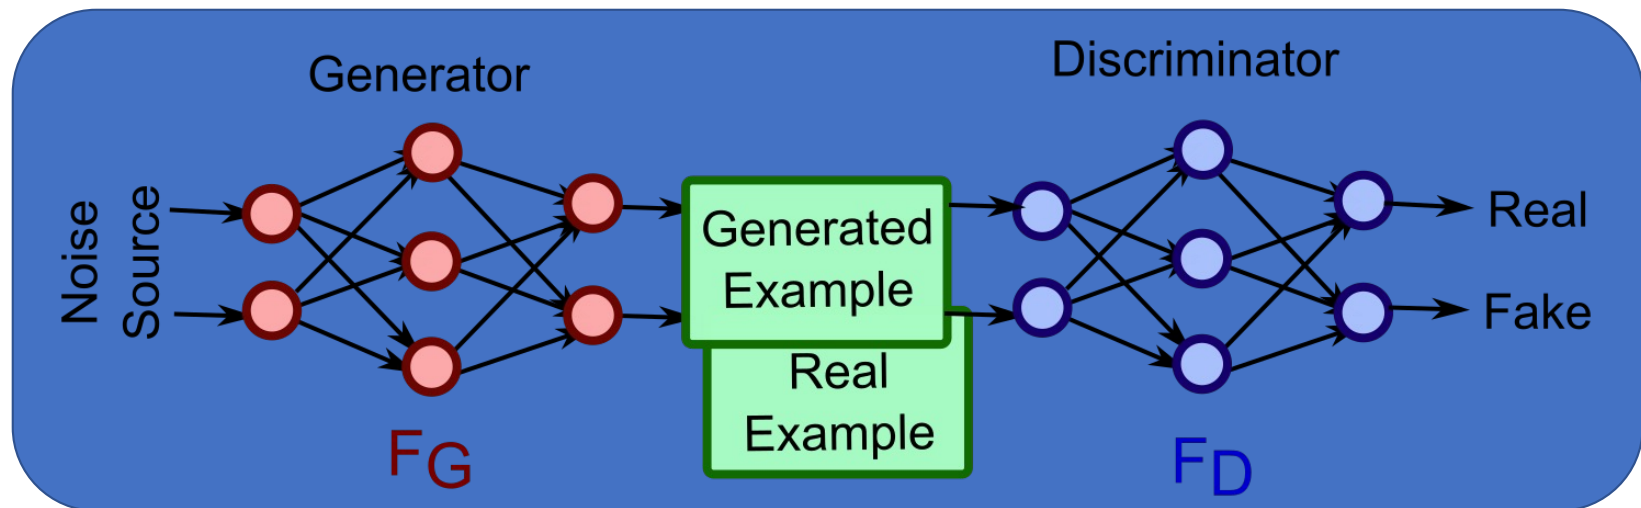 Generator
Discriminator
Noise
Source
Generated
Example
Real
Example
Real
Fake
FG
FD